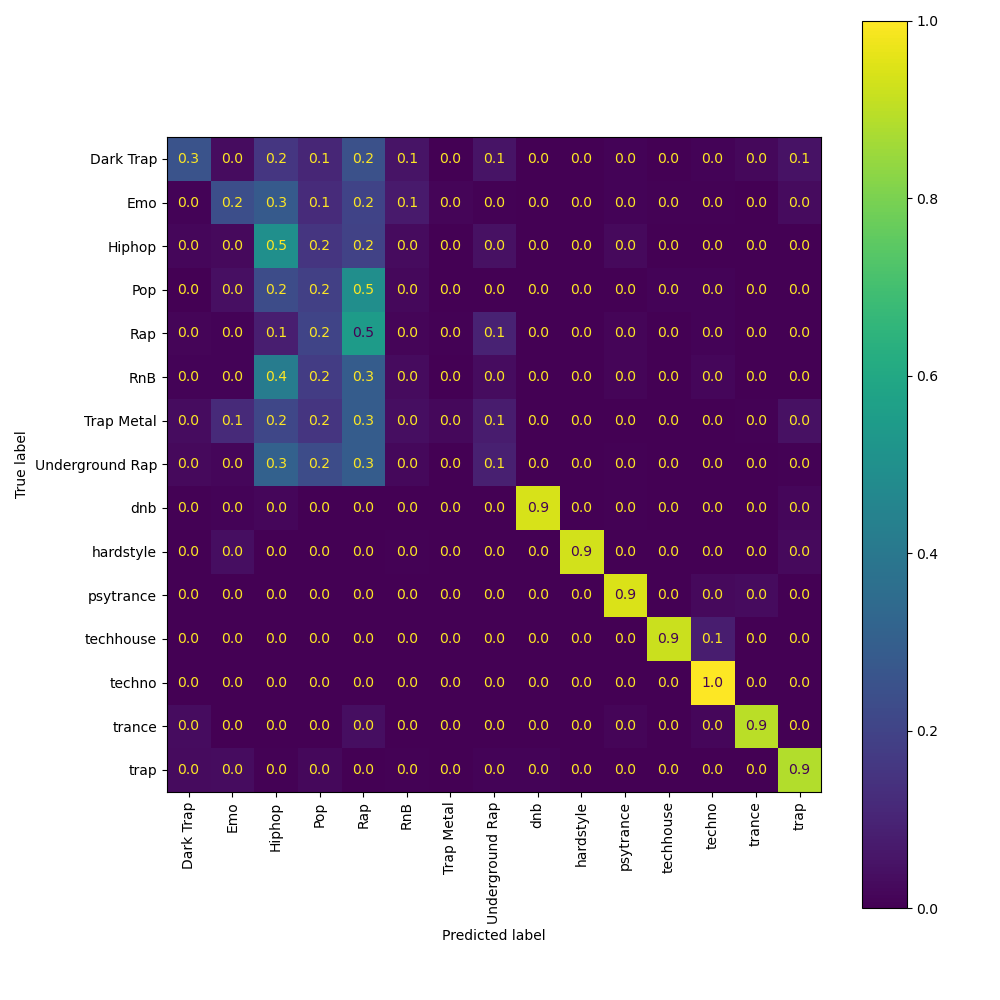 1.0
Dark Trap 0.3 0.0 0.2 0.1 0.2 0.1 0.0 0.1 0.0 0.0 0.0 0.0 0.0 0.0 0.1
Emo 0.0 0.2 0.3 0.1 0.2 0.1 0.0 0.0 0.0 0.0 0.0 0.0 0.0 0.0 0.0
0.8
Hiphop 0.0 0.0 0.5 0.2 0.2 0.0 0.0 0.0 0.0 0.0 0.0 0.0 0.0 0.0 0.0
Pop 0.0 0.0 0.2 0.2 0.5 0.0 0.0 0.0 0.0 0.0 0.0 0.0 0.0 0.0 0.0
Rap 0.0 0.0 0.1 0.2 0.5 0.0 0.0 0.1 0.0 0.0 0.0 0.0 0.0 0.0 0.0
0.6
RnB 0.0 0.0 0.4 0.2 0.3 0.0 0.0 0.0 0.0 0.0 0.0 0.0 0.0 0.0 0.0
Trap Metal 0.0 0.1 0.2 0.2 0.3 0.0 0.0 0.1 0.0 0.0 0.0 0.0 0.0 0.0 0.0
True label
Underground Rap 0.0 0.0 0.3 0.2 0.3 0.0 0.0 0.1 0.0 0.0 0.0 0.0 0.0 0.0 0.0
dnb 0.0 0.0 0.0 0.0 0.0 0.0 0.0 0.0 0.9 0.0 0.0 0.0 0.0 0.0 0.0
hardstyle 0.0 0.0 0.0 0.0 0.0 0.0 0.0 0.0 0.0 0.9 0.0 0.0 0.0 0.0 0.0
0.4
psytrance 0.0 0.0 0.0 0.0 0.0 0.0 0.0 0.0 0.0 0.0 0.9 0.0 0.0 0.0 0.0
techhouse 0.0 0.0 0.0 0.0 0.0 0.0 0.0 0.0 0.0 0.0 0.0 0.9 0.1 0.0 0.0
techno 0.0 0.0 0.0 0.0 0.0 0.0 0.0 0.0 0.0 0.0 0.0 0.0 1.0 0.0 0.0
trance 0.0 0.0 0.0 0.0 0.0 0.0 0.0 0.0 0.0 0.0 0.0 0.0 0.0 0.9 0.0
0.2
trap 0.0 0.0 0.0 0.0 0.0 0.0 0.0 0.0 0.0 0.0 0.0 0.0 0.0 0.0 0.9
Dark Trap
Emo
Hiphop
Pop
Rap
RnB
Trap Metal
Underground Rap
dnb
hardstyle
psytrance
techhouse
techno
trance
trap
0.0
Predicted label